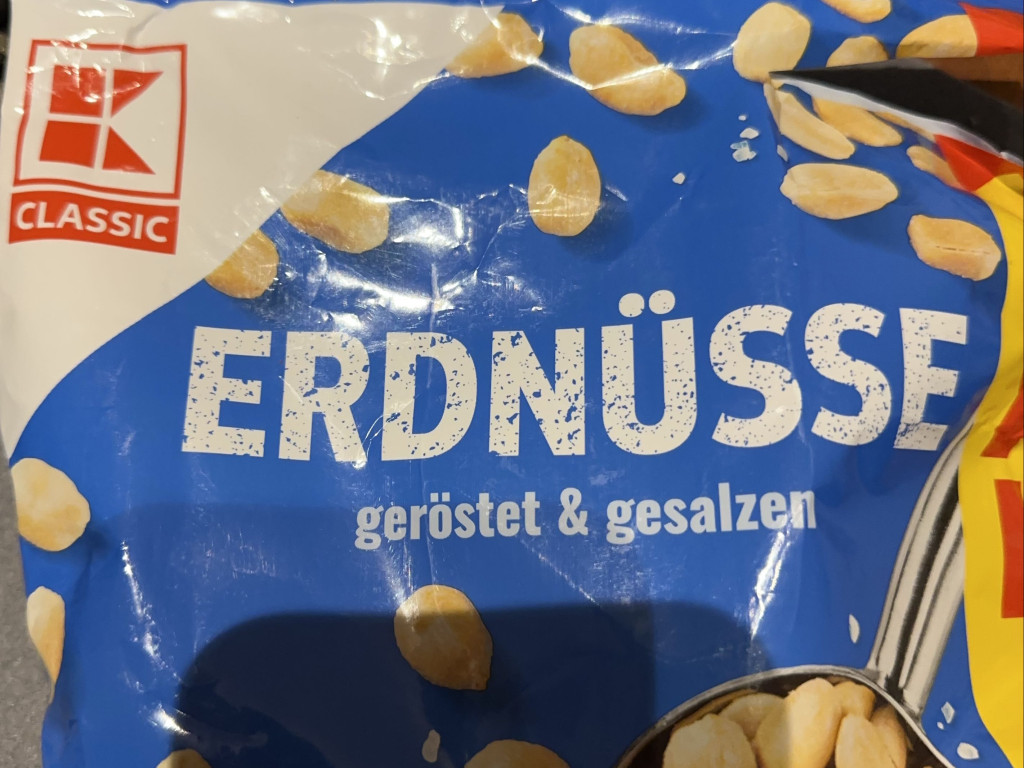 CLASSIC
ERDNÜSSE
geröstet & gesalzen